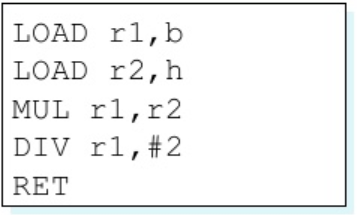 LOAD r1,b
LOAD r2,h
MUL r1,r2
DIV r1,#2
RET